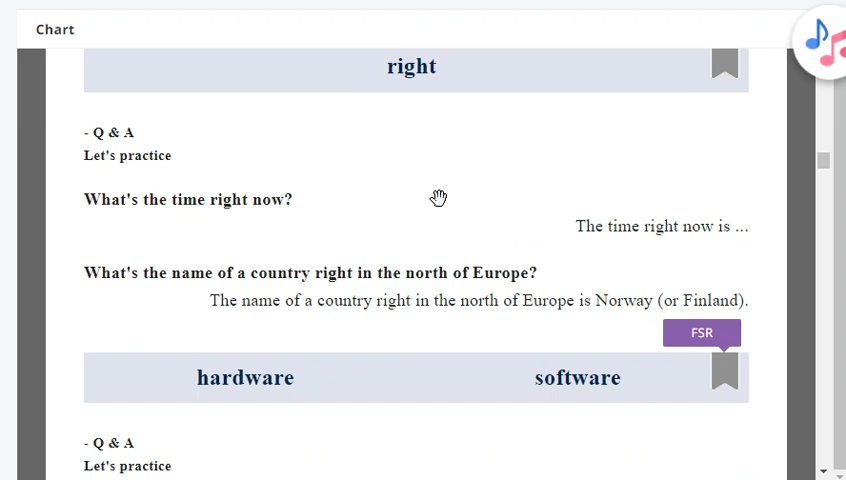 Chart
right
- Q & A
Let's practice
What's the time right now?
The time right now is ...
What's the name of a country right in the north of Europe?
The name of a country right in the north of Europe is Norway (or Finland).
FSR
hardware software
- Q & A
Let's practice